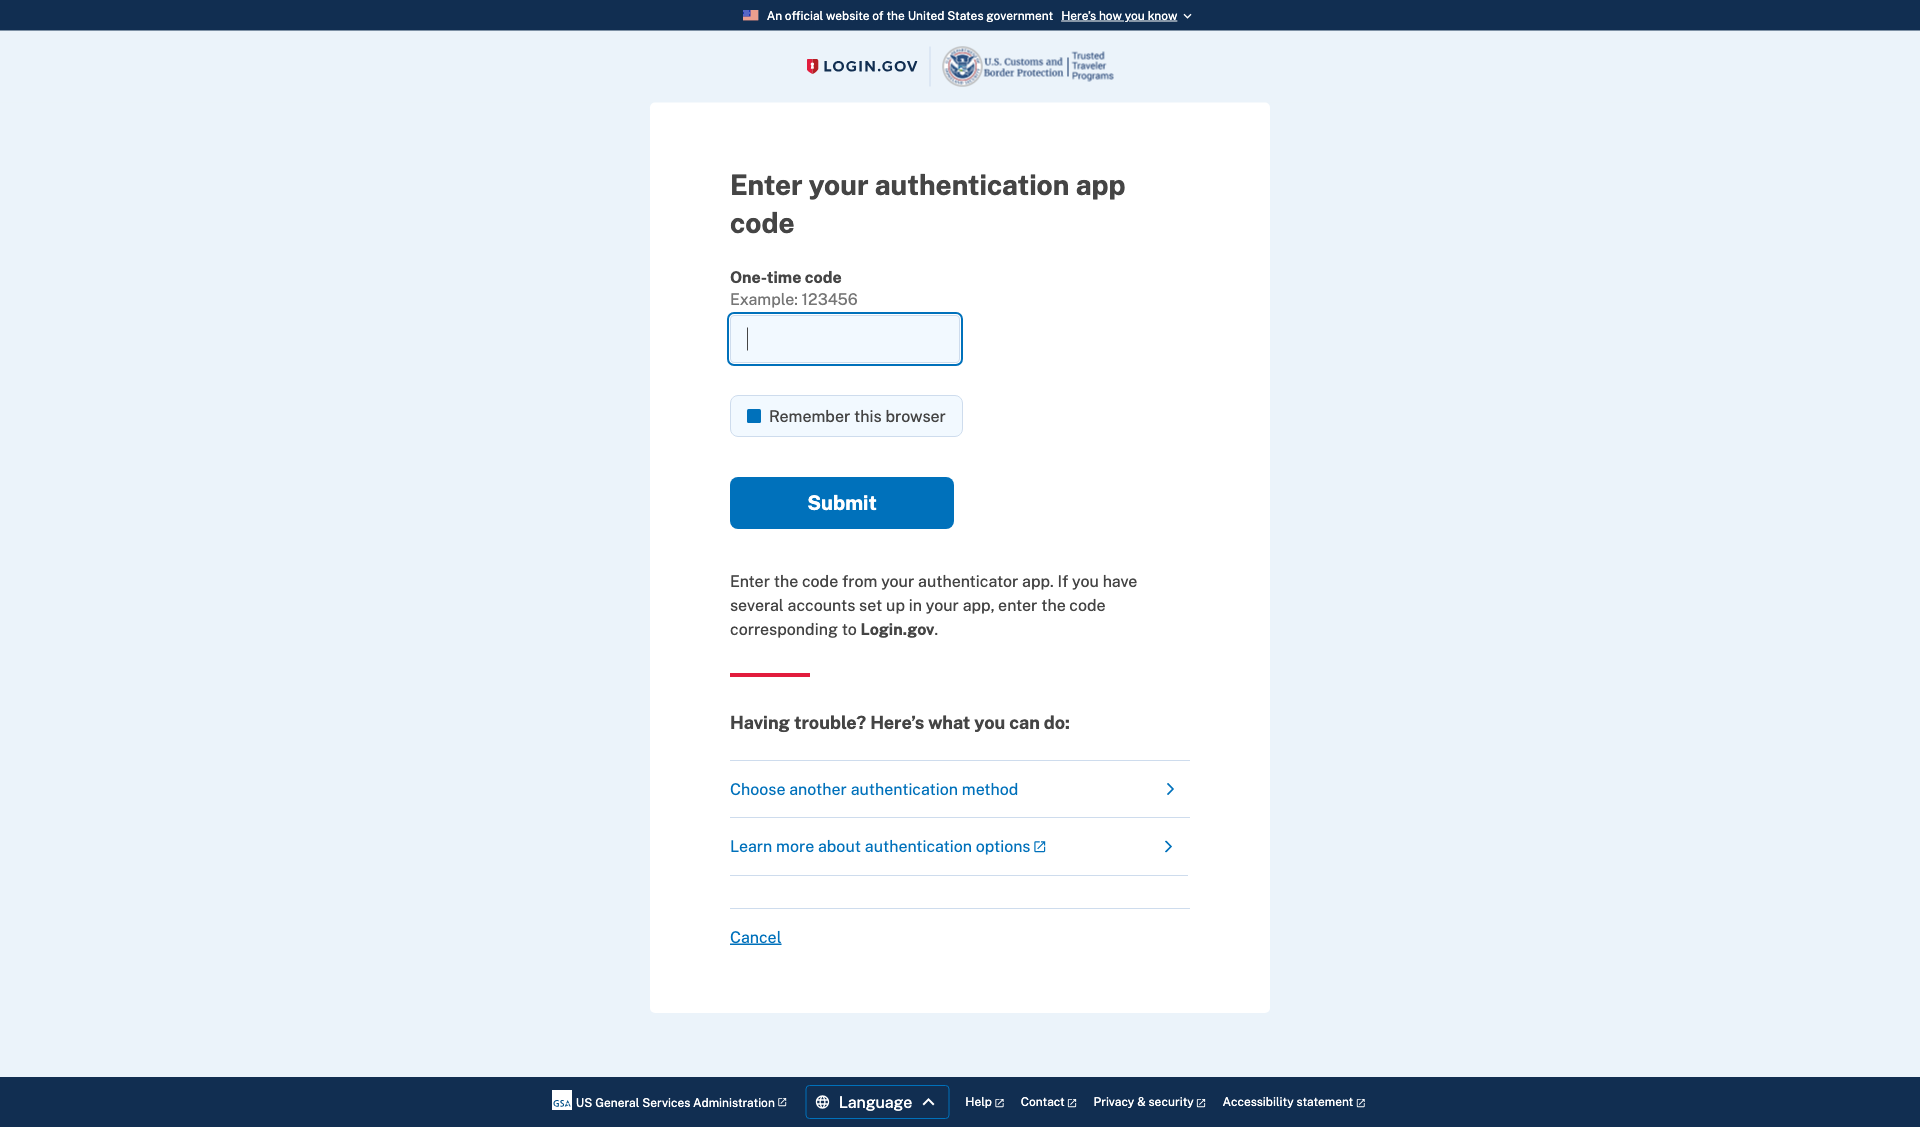 An official website of the United States government Here's how you know
LOGIN.GOV
U.S. Customs and
Border Protection
Trusted
Traveler
Programs
Enter your authentication app
code
One-time code
Example: 123456
Remember this browser
Submit
Enter the code from your authenticator app. If you have
several accounts set up in your app, enter the code
corresponding to Login.gov.
Having trouble? Here’s what you can do:
Choose another authentication method
Learn more about authentication options
Cancel
GSA US General Services Administration Language Help Contact Privacy & security Accessibility statement